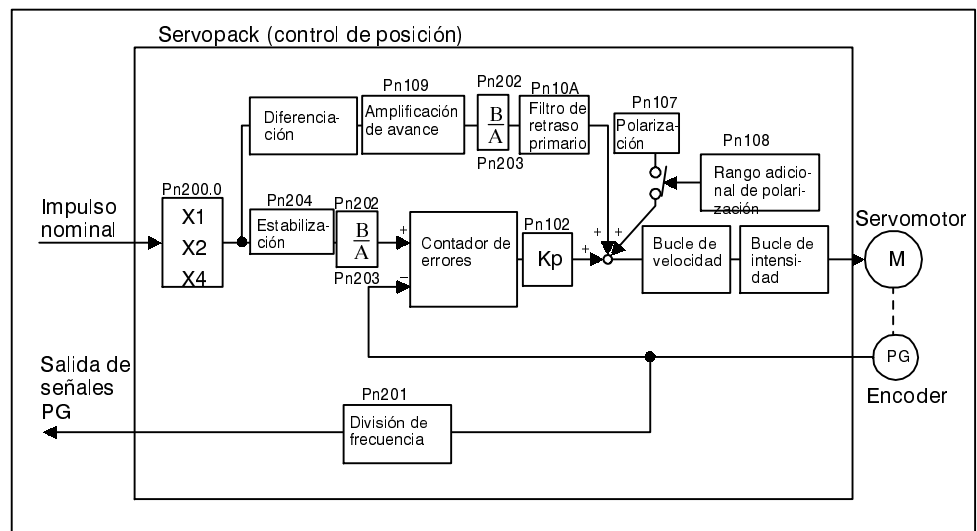 Servopack (control de posición)
Pn109
Pn202
Pn10A
Pn107
Diferencia-
ción
Amplificación
de avance
B
A
Filtro de
retraso
primario
Polariza-
ción
Pn203
Pn108
Rango adicio-
nal de polari-
zación
Pn200.0
Pn204
Pn202
Impulso
nominal
X1
X2
X4
Estabiliza-
ción
B
A
+
−
Pn203
Contador de
errores
Pn102
Kp
+
+
+
Bucle de
velocidad
Bucle de
intensi-
dad
Servomotor
M
PG
Encoder
Salida de
señales
PG
Pn201
División de
frecuencia